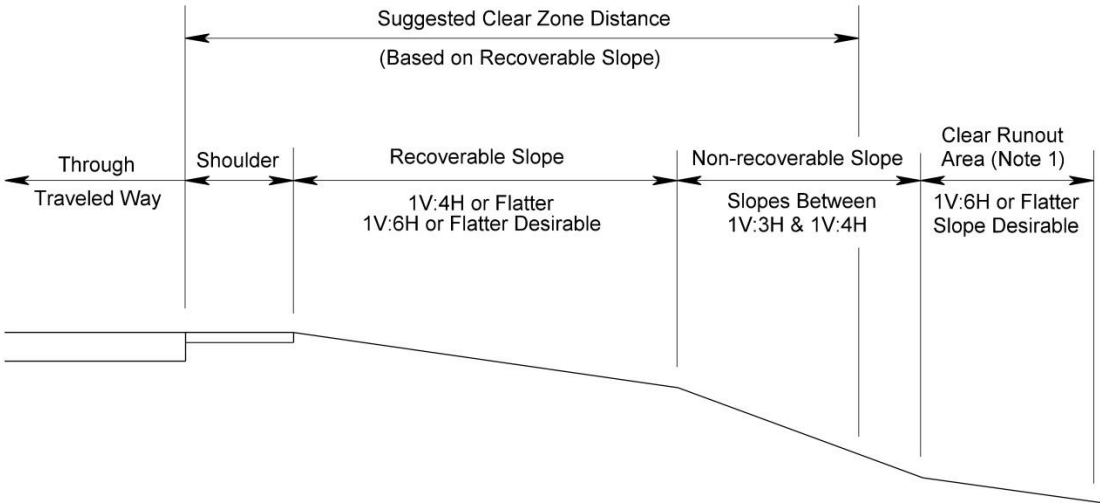 Suggested Clear Zone Distance
(Based on Recoverable Slope)
Through
Traveled Way
Shoulder
Recoverable Slope
1V:4H or Flatter
1V:6H or Flatter Desirable
Non-recoverable Slope
Slopes Between
1V:3H & 1V:4H
Clear Runout
Area (Note 1)
1V:6H or Flatter
Slope Desirable